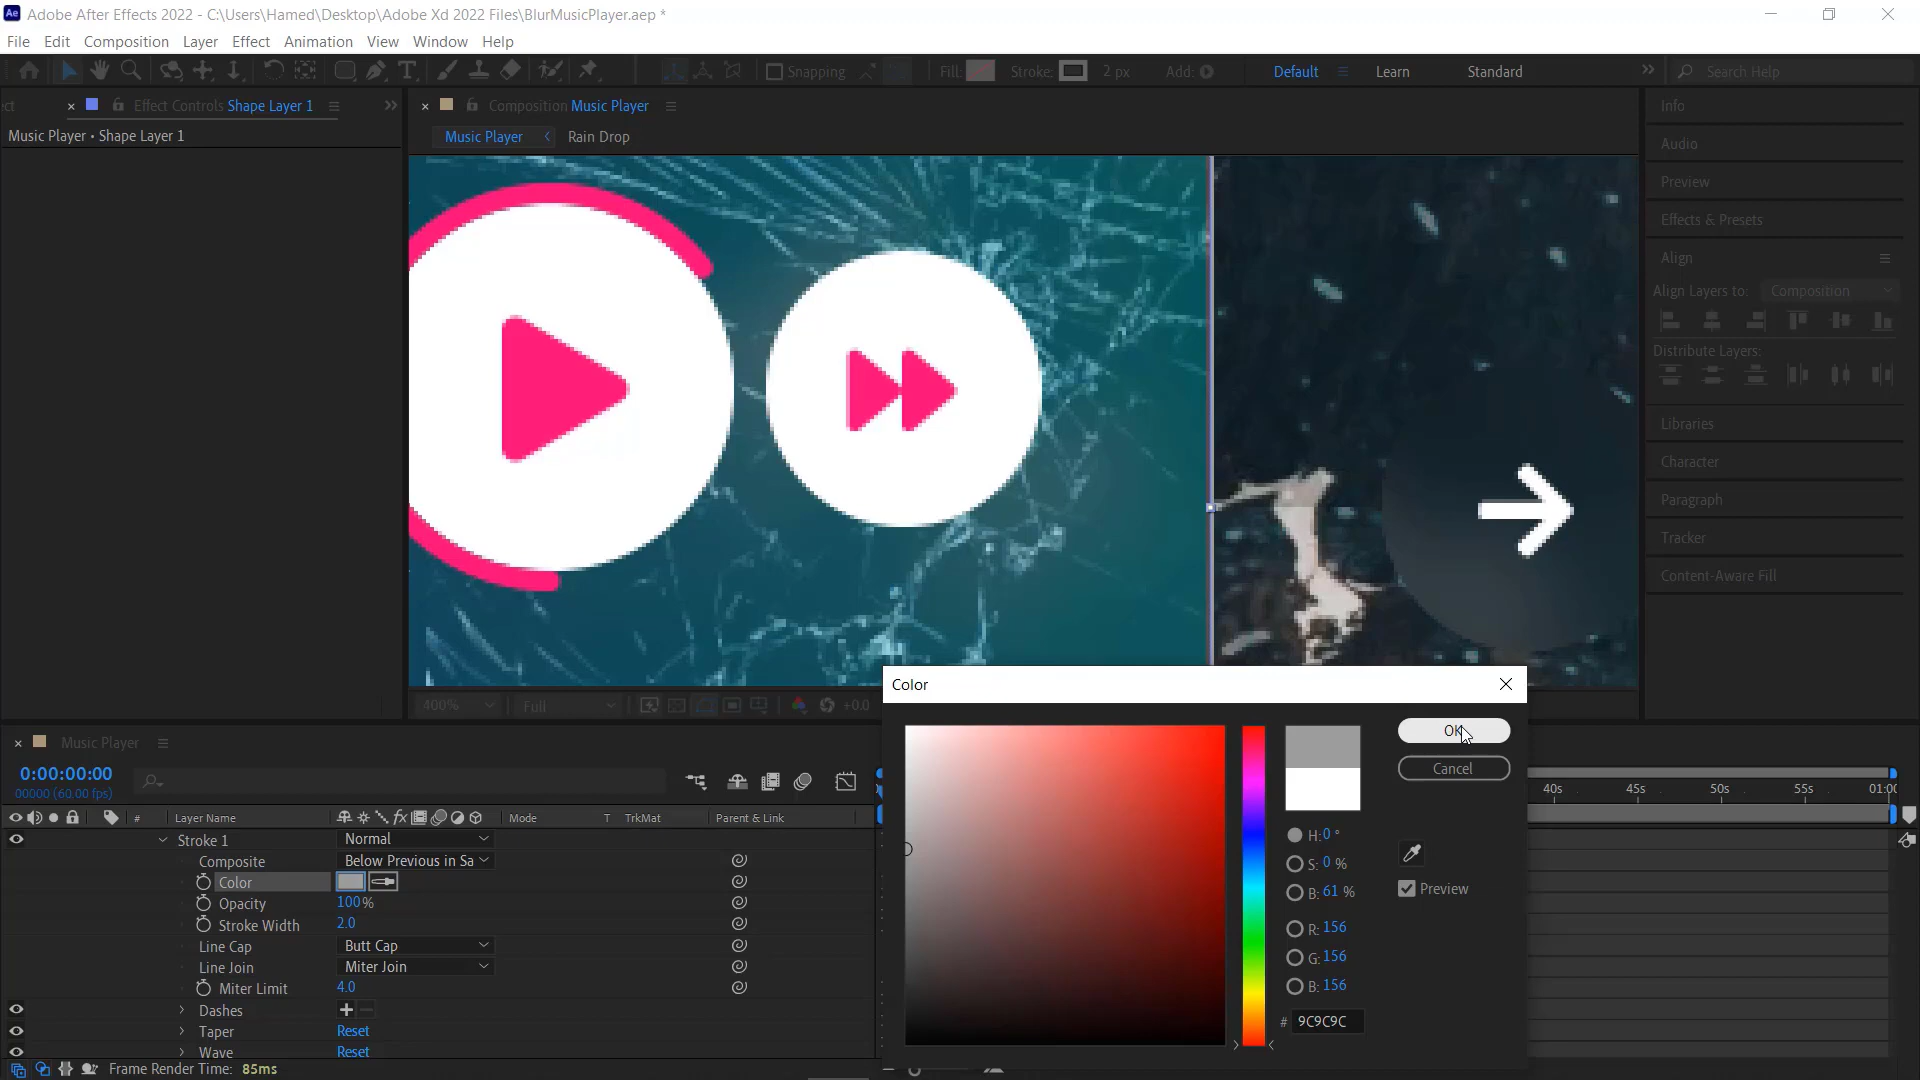 Adobe After Effects 2022 - C:\Users\Hamed\Desktop\Adobe Xd 2022 Files\BlurMusicPlayer.aep *
File Edit Composition Layer Effect Animation View Window Help
Snapping Fill: Stroke: 2 px Add: Default Learn Standard Search Help
ct Effect Controls Shape Layer 1 Composition Music Player Info
Music Player • Shape Layer 1 Music Player Rain Drop
Audio
Preview
Effects & Presets
Align
Align Layers to: Composition
Distribute Layers:
Libraries
Character
Paragraph
Tracker
Content-Aware Fill
400% Full +0.0
Color
OK
Cancel
H: 0 °
S: 0 %
B: 61 %
Preview
R: 156
G: 156
B: 156
# 9C9C9C
Music Player
0:00:00:00
00000 (60.00 fps)
40s 45s 50s 55s 01:00
# Layer Name Mode T TrkMat Parent & Link
Stroke 1 Normal
Composite Below Previous in Sa
Color
Opacity 100%
Stroke Width 2.0
Line Cap Butt Cap
Line Join Miter Join
Miter Limit 4.0
Dashes
Taper Reset
Wave Reset
Frame Render Time: 85ms